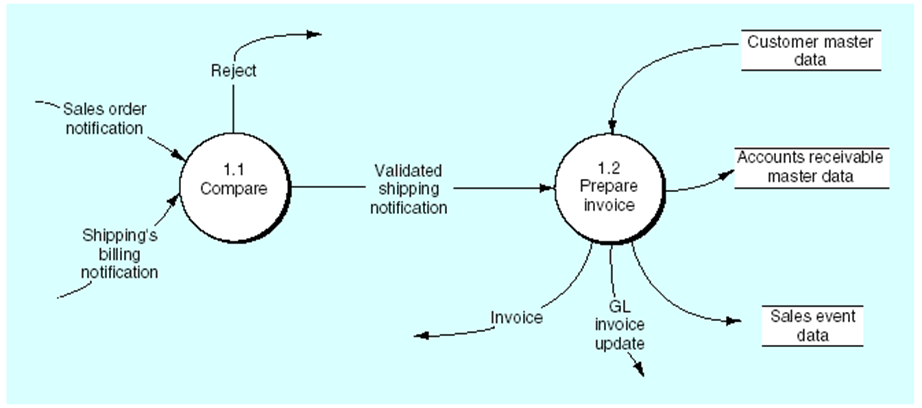 Reject
Sales order
notification
1.1
Compare
Shipping's
billing
notification
Validated
shipping
notification
Customer master
data
1.2
Prepare
invoice
Accounts receivable
master data
Invoice
GL
invoice
update
Sales event
data